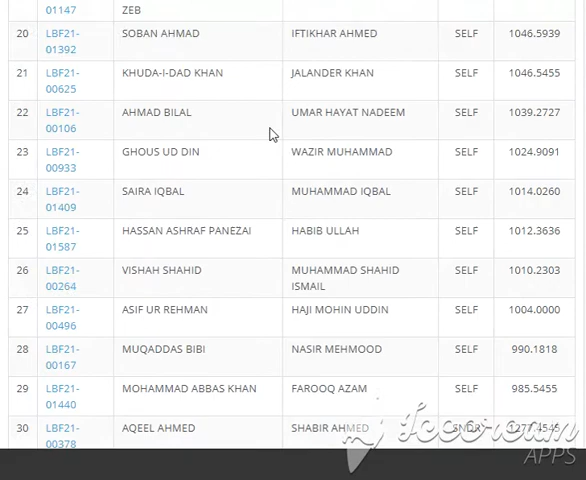 01147 ZEB
20 LBF21- SOBAN AHMAD IFTIKHAR AHMED SELF 1046.5939
01392
21 LBF21- KHUDA-I-DAD KHAN JALANDER KHAN SELF 1046.5455
00625
22 LBF21- AHMAD BILAL UMAR HAYAT NADEEM SELF 1039.2727
00106
23 LBF21- GHOUS UD DIN WAZIR MUHAMMAD SELF 1024.9091
00933
24 LBF21- SAIRA IQBAL MUHAMMAD IQBAL SELF 1014.0260
01409
25 LBF21- HASSAN ASHRAF PANEZAI HABIB ULLAH SELF 1012.3636
01587
26 LBF21- VISHAH SHAHID MUHAMMAD SHAHID SELF 1010.2303
00264 ISMAIL
27 LBF21- ASIF UR REHMAN HAJI MOHIN UDDIN SELF 1004.0000
00496
28 LBF21- MUQADDAS BIBI NASIR MEHMOOD SELF 990.1818
00167
29 LBF21- MOHAMMAD ABBAS KHAN FAROOQ AZAM SELF 985.5455
01440
30 LBF21- AQEEL AHMED SHABIR AHMED SNDR 1277.4545
00378
Icecream
APPS